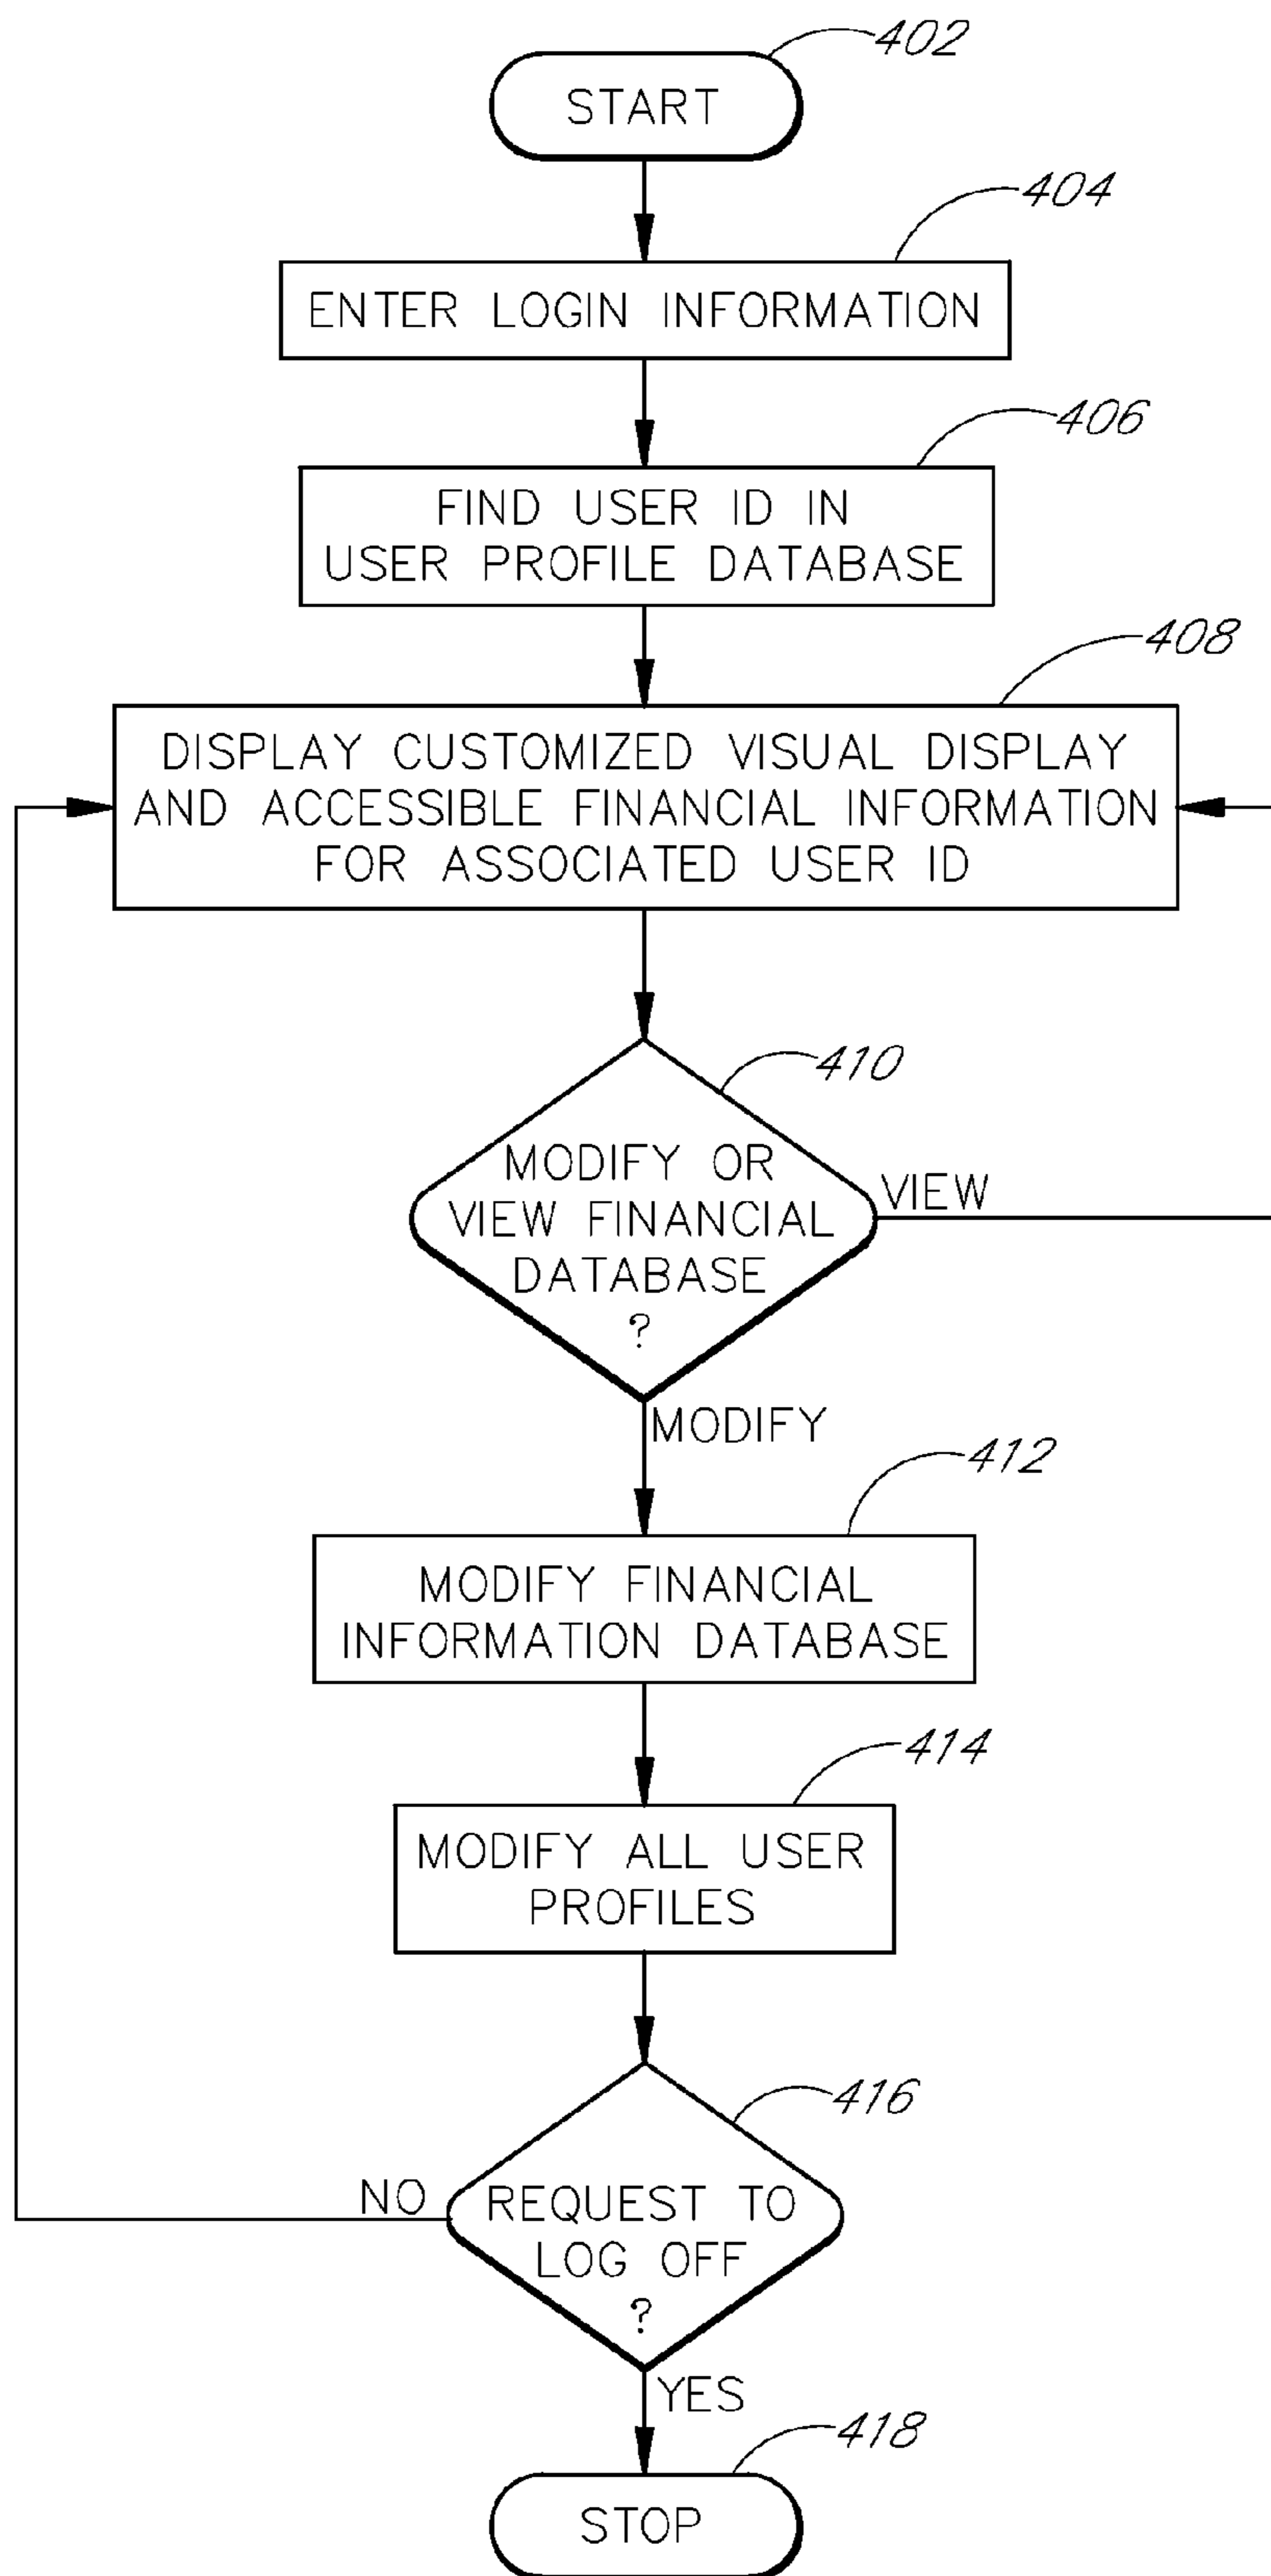 402
START
404
ENTER LOGIN INFORMATION
406
FIND USER ID IN
USER PROFILE DATABASE
408
DISPLAY CUSTOMIZED VISUAL DISPLAY
AND ACCESSIBLE FINANCIAL INFORMATION
FOR ASSOCIATED USER ID
410
MODIFY OR
VIEW FINANCIAL
DATABASE
?
VIEW
MODIFY
412
MODIFY FINANCIAL
INFORMATION DATABASE
414
MODIFY ALL USER
PROFILES
416
NO
REQUEST TO
LOG OFF
?
YES
418
STOP